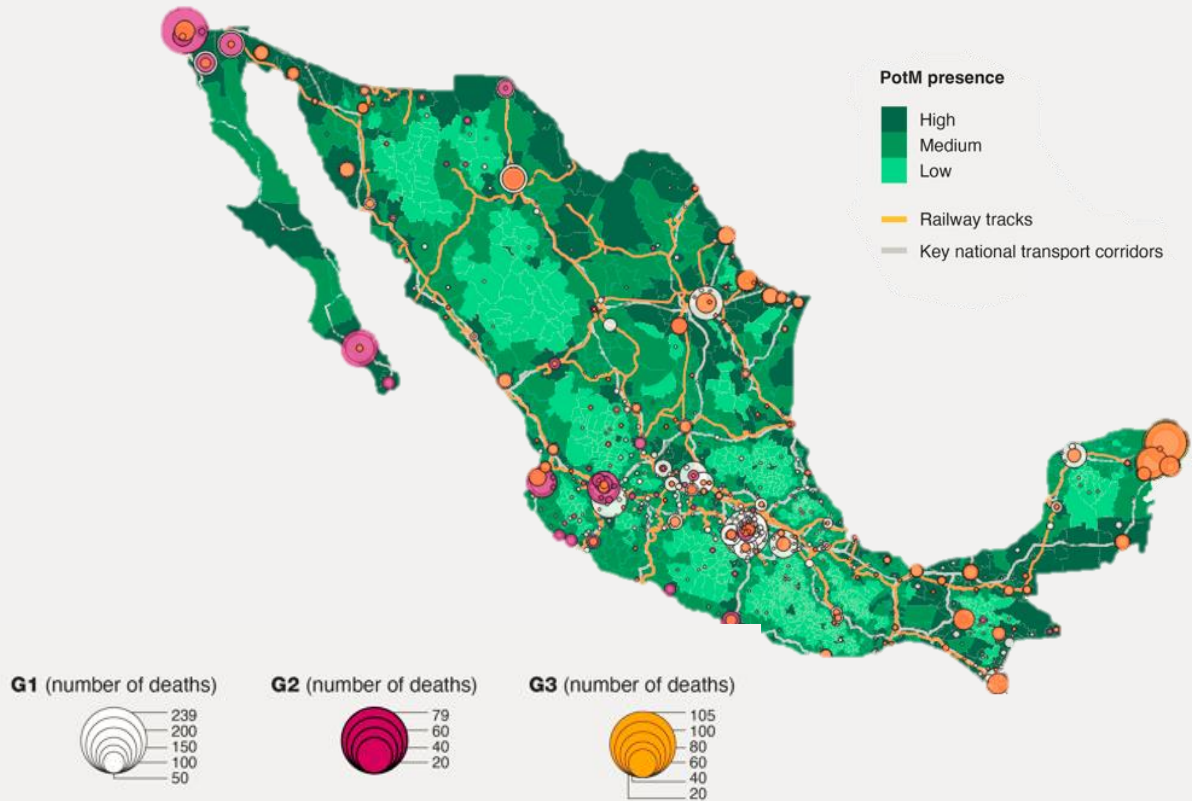 PotM presence
High
Medium
Low
Railway tracks
Key national transport corridors
G1 (number of deaths)
239
200
150
100
50
G2 (number of deaths)
79
60
40
20
G3 (number of deaths)
105
100
80
60
40
20